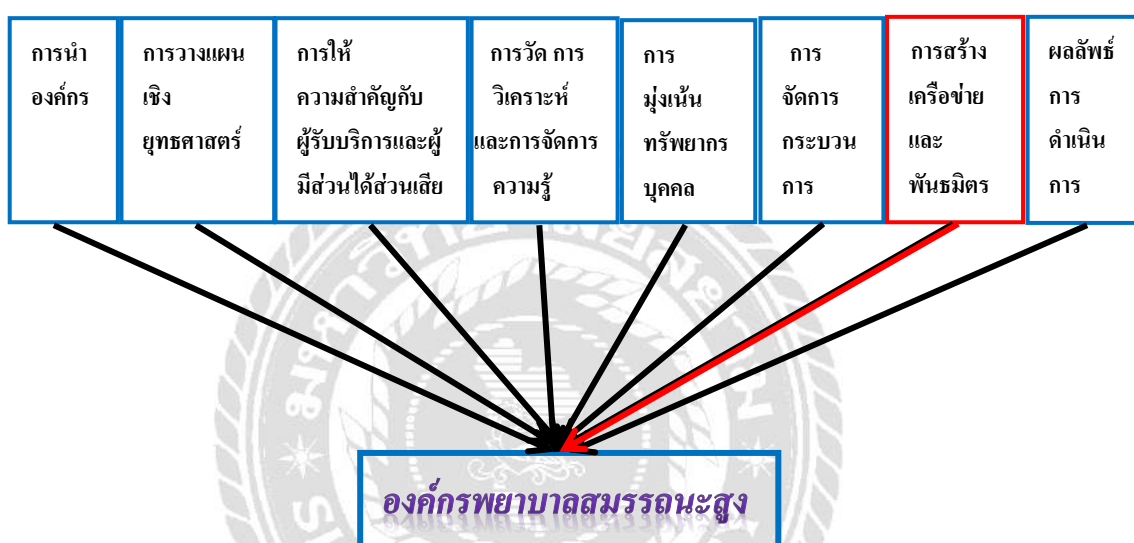 การนำ
องค์กร
การวางแผน
เชิง
ยุทธศาสตร์
การให้
ความสำคัญกับ
ผู้รับบริการและผู้
มีส่วนได้ส่วนเสีย
การวัด การ
วิเคราะห์
และการจัดการ
ความรู้
การ
มุ่งเน้น
ทรัพยากร
บุคคล
การ
จัดการ
กระบวน
การ
การสร้าง
เครือข่าย
และ
พันธมิตร
ผลลัพธ์
การ
ดำเนิน
การ
องค์กรพยาบาลสมรรถนะสูง